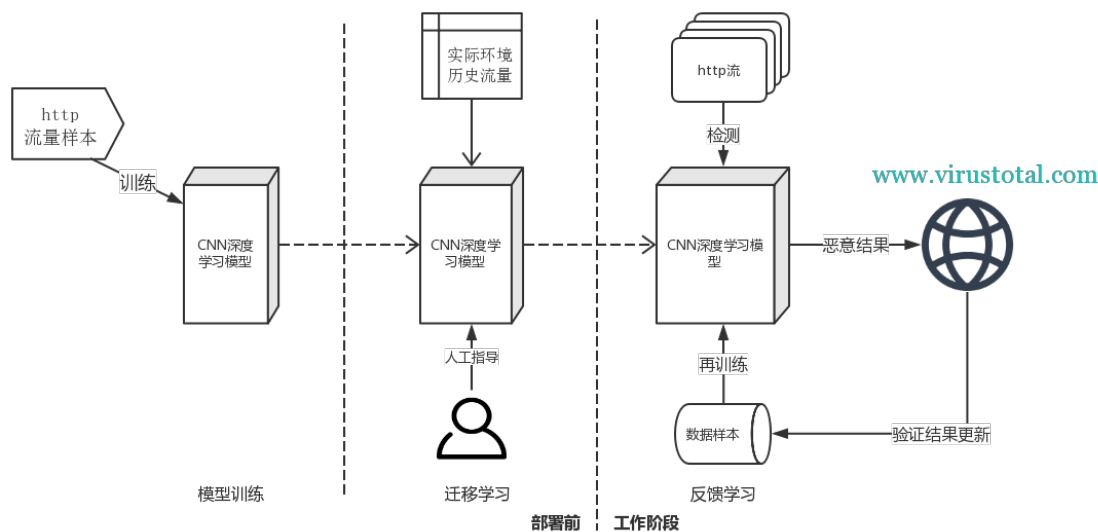 http
流量样本
训练
CNN深度
学习模型
模型训练
实际环境
历史流量
CNN深度学
习模型
人工指导
迁移学习
部署前
http流
检测
CNN深度学习模
型
恶意结果
www.virustotal.com
验证结果更新
数据样本
再训练
反馈学习
工作阶段